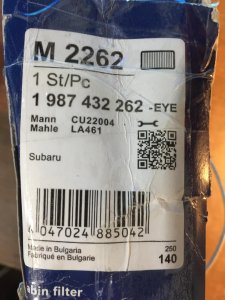 M 2262
1 St/Pc
1 987 432 262 -EYE
Mann CU22004
Mahle LA461
Subaru
4 047024 885042
Made in Bulgaria
Fabriqué en Bulgarie
250
140
abin filter